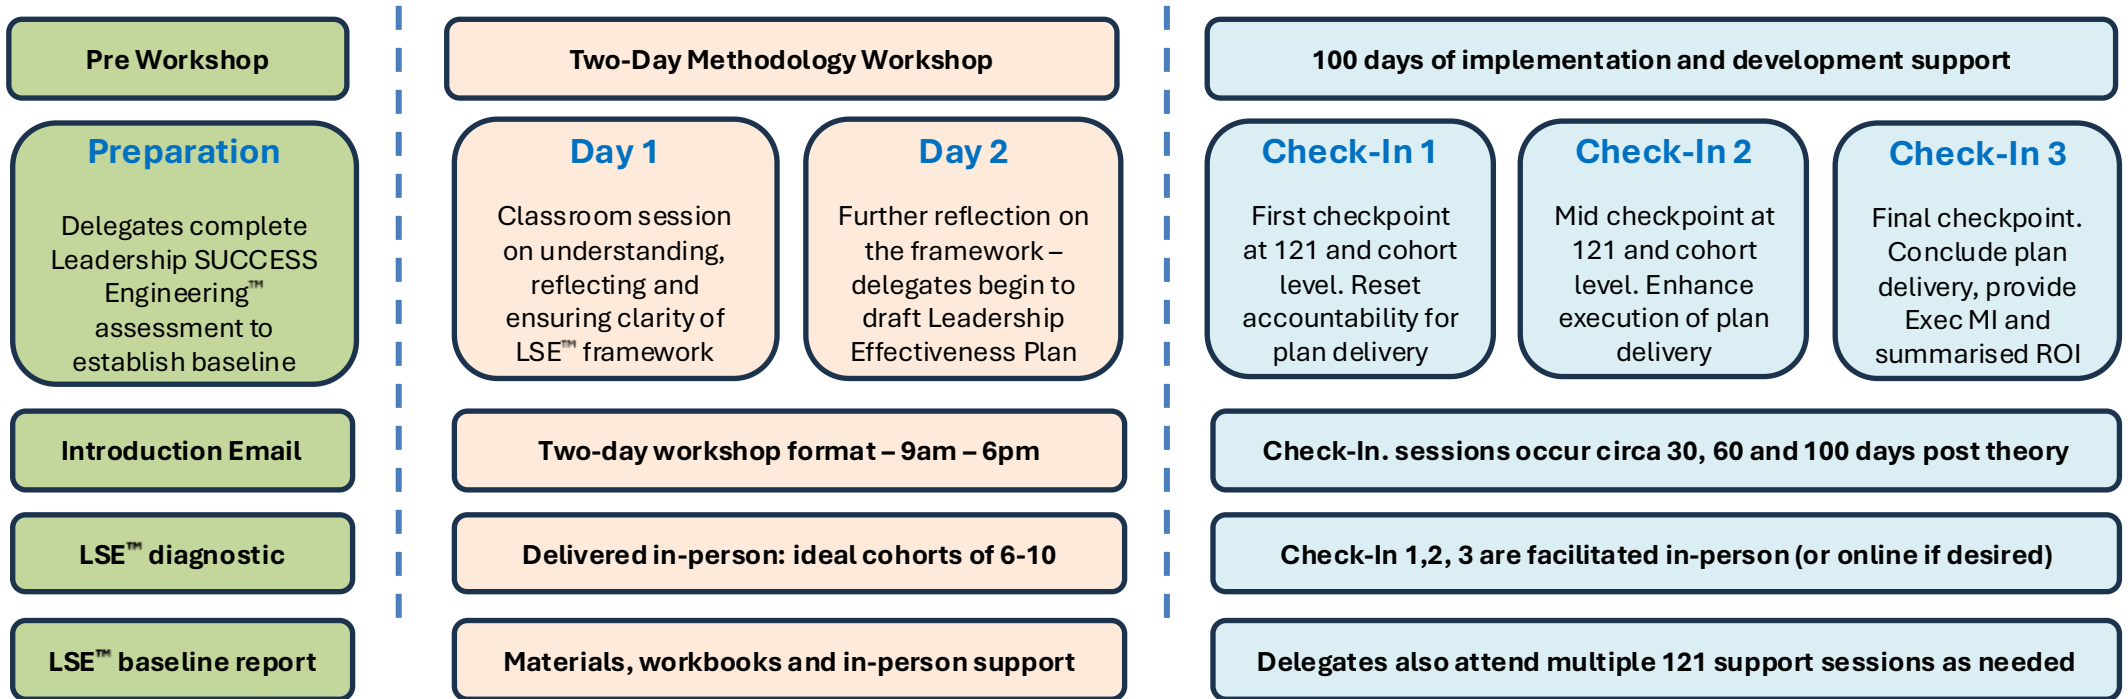 Pre Workshop
Two-Day Methodology Workshop
100 days of implementation and development support
Preparation
Delegates complete
Leadership SUCCESS
Engineering™
assessment to
establish baseline
Day 1
Classroom session
on understanding,
reflecting and
ensuring clarity of
LSE™ framework
Day 2
Further reflection on
the framework –
delegates begin to
draft Leadership
Effectiveness Plan
Check-In 1
First checkpoint
at 121 and cohort
level. Reset
accountability for
plan delivery
Check-In 2
Mid checkpoint at
121 and cohort
level. Enhance
execution of plan
delivery
Check-In 3
Final checkpoint.
Conclude plan
delivery, provide
Exec MI and
summarised ROI
Introduction Email
Two-day workshop format – 9am – 6pm
Check-In. sessions occur circa 30, 60 and 100 days post theory
LSE™ diagnostic
Delivered in-person: ideal cohorts of 6-10
Check-In 1,2, 3 are facilitated in-person (or online if desired)
LSE™ baseline report
Materials, workbooks and in-person support
Delegates also attend multiple 121 support sessions as needed